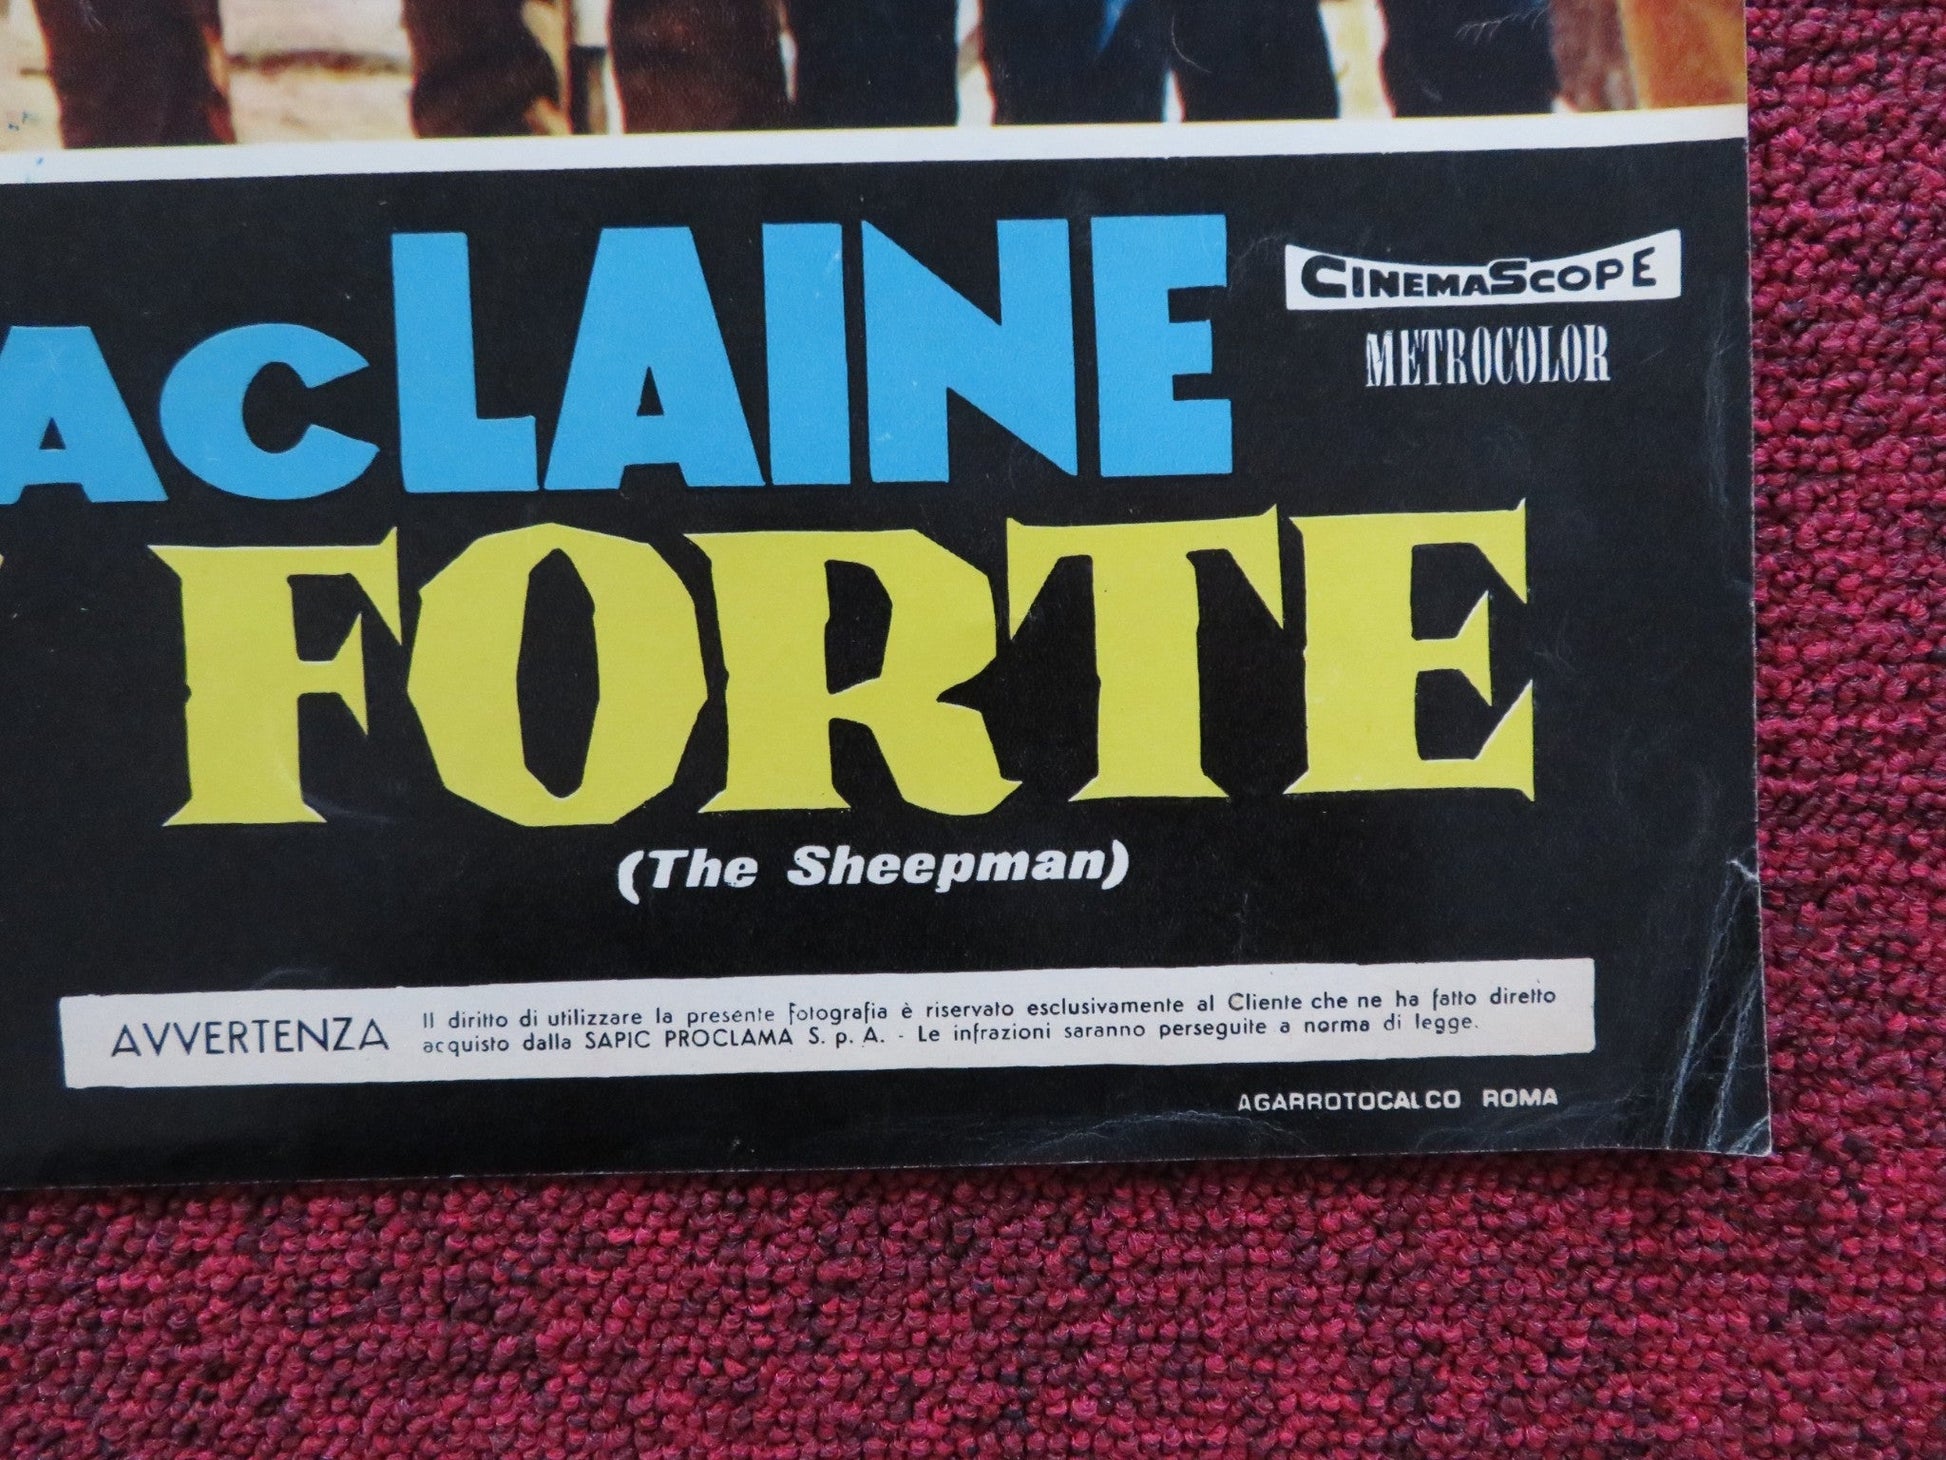 ACLAINE
CINEMASCOPE
METROCOLOR
FORTE
(The Sheepman)
AVVERTENZA
Il diritto di utilizzare la presente fotografia è riservato esclusivamente al Cliente che ne ha fatto diretto
acquisto dalla SAPIC PROCLAMA S. p. A. - Le infrazioni saranno perseguite a norma di legge.
AGARROTOCALCO ROMA